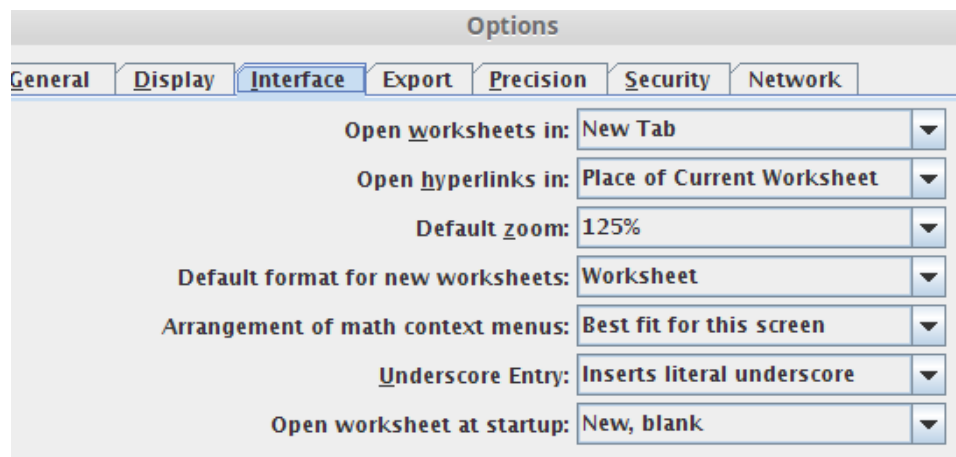 Options
General Display Interface Export Precision Security Network
Open worksheets in: New Tab
Open hyperlinks in: Place of Current Worksheet
Default zoom: 125%
Default format for new worksheets: Worksheet
Arrangement of math context menus: Best fit for this screen
Underscore Entry: Inserts literal underscore
Open worksheet at startup: New, blank